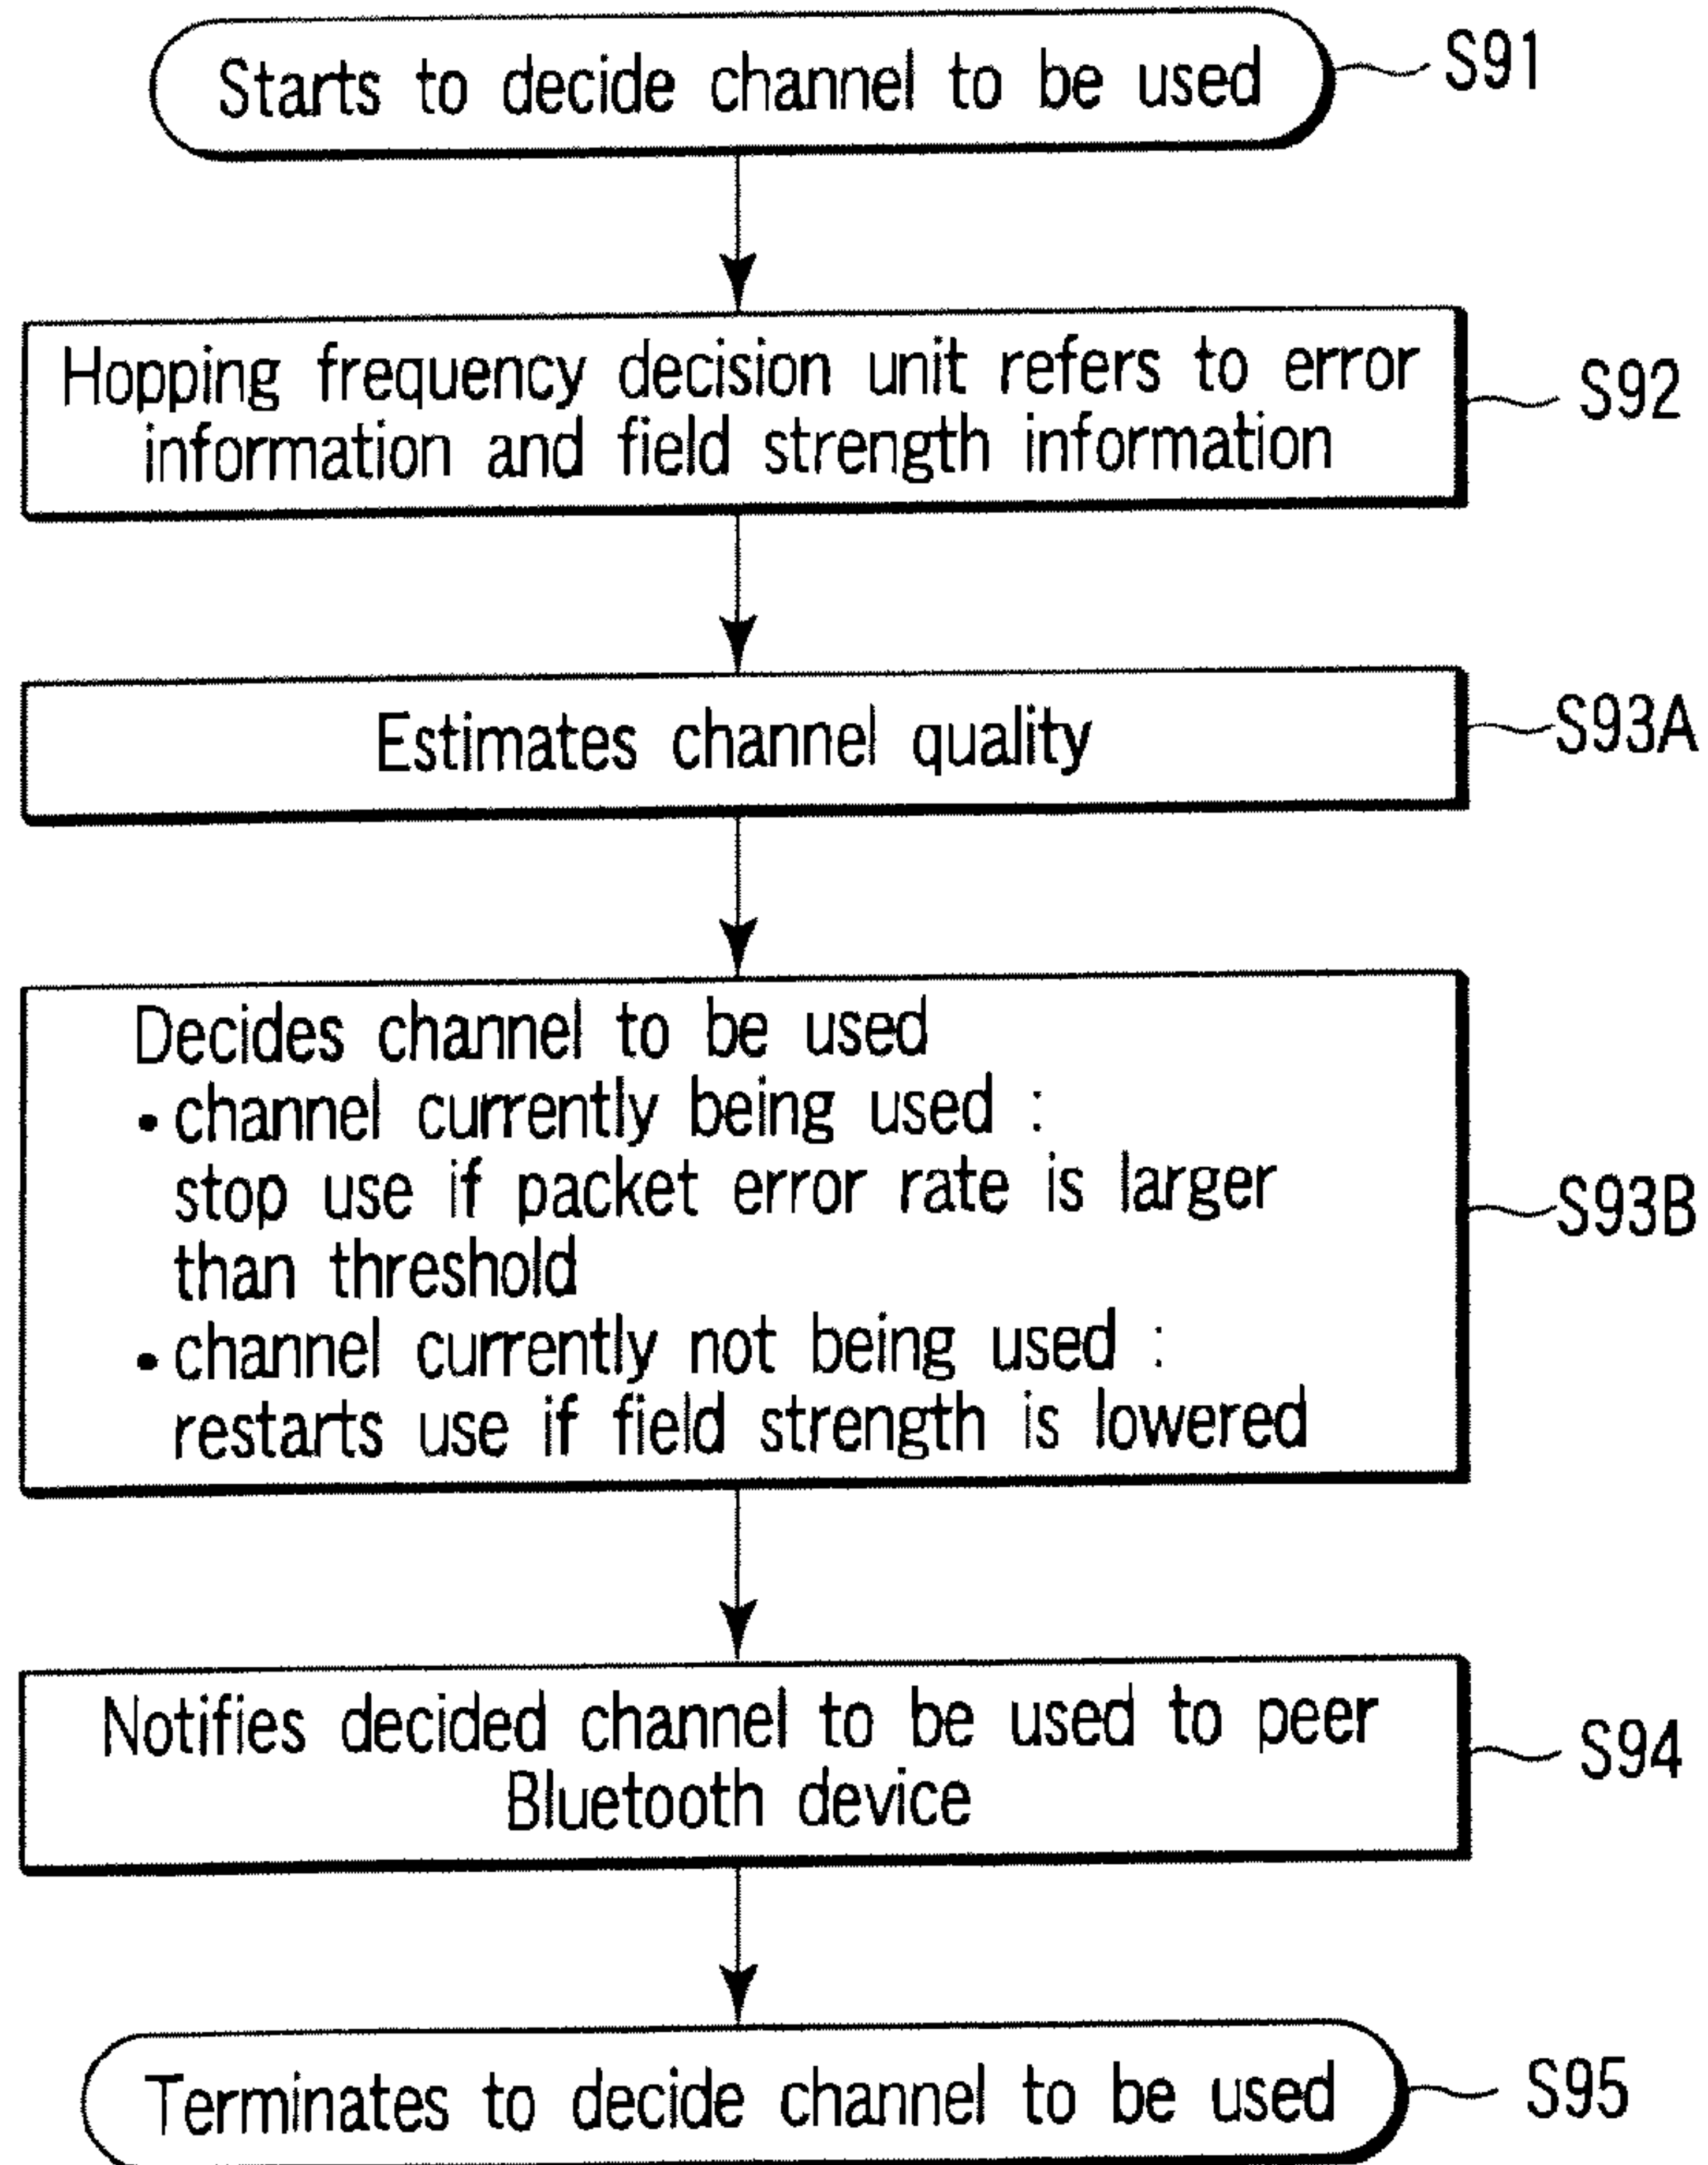 Starts to decide channel to be used
S91
Hopping frequency decision unit refers to error
information and field strength information
S92
Estimates channel quality
S93A
Decides channel to be used
• channel currently being used :
stop use if packet error rate is larger
than threshold
• channel currently not being used :
restarts use if field strength is lowered
S93B
Notifies decided channel to be used to peer
Bluetooth device
S94
Terminates to decide channel to be used
S95